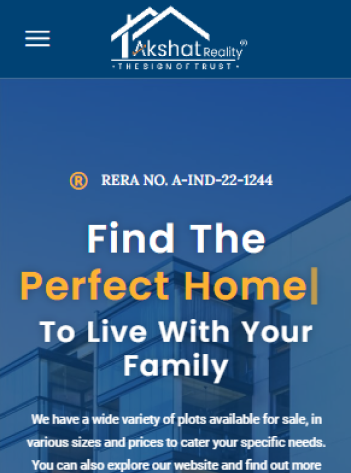 Akshat Reality®
• THE SIGN OF TRUST •
® RERA NO. A-IND-22-1244
Find The
Perfect Home|
To Live With Your
Family
We have a wide variety of plots available for sale, in
various sizes and prices to cater your specific needs.
You can also explore our website and find out more